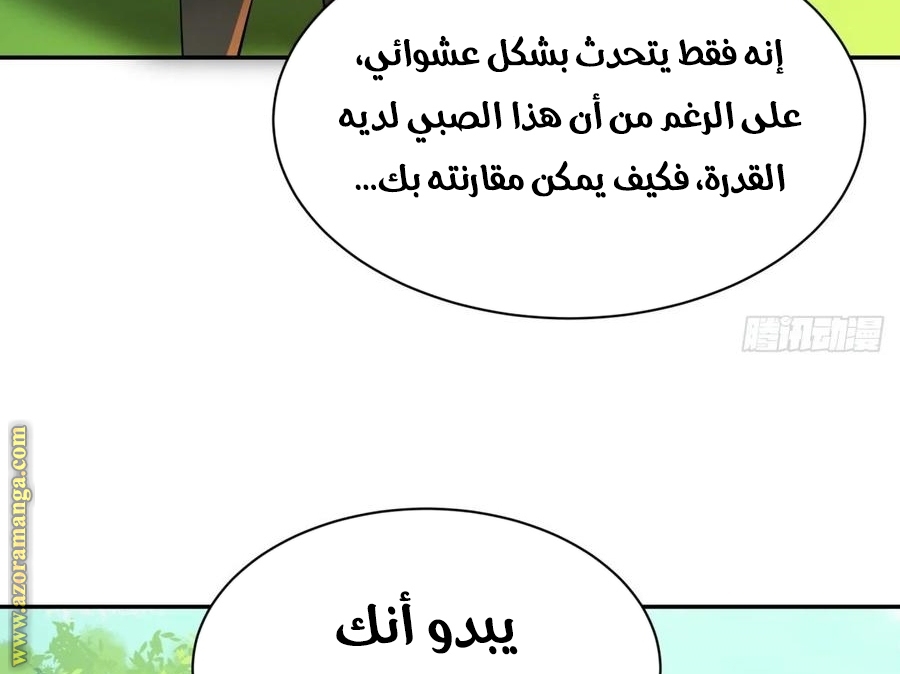 إنه فقط يتحدث بشكل عشوائي،
على الرغم من أن هذا الصبي لديه
القدرة، فكيف يمكن مقارنته بك...
腾讯动漫
www.azoramanga.com
يبدو أنك